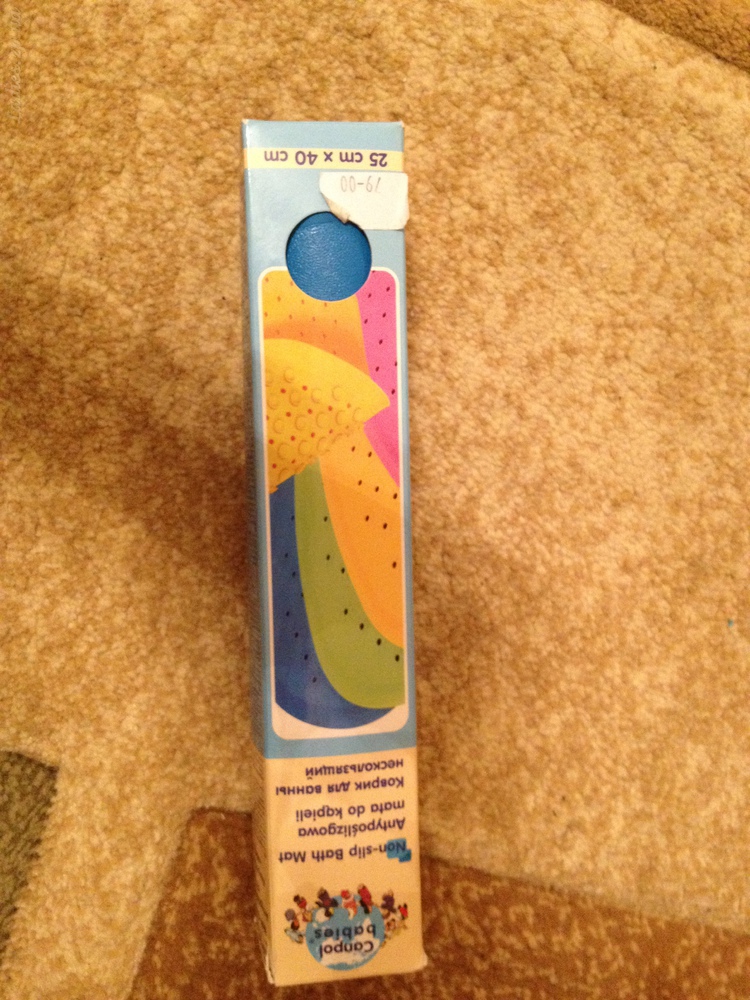 Canpol
babies
Non-slip Bath Mat
Antypoślizgowa
mata do kąpieli
Коврик для ванны
нескользящий
79-00
25 cm x 40 cm